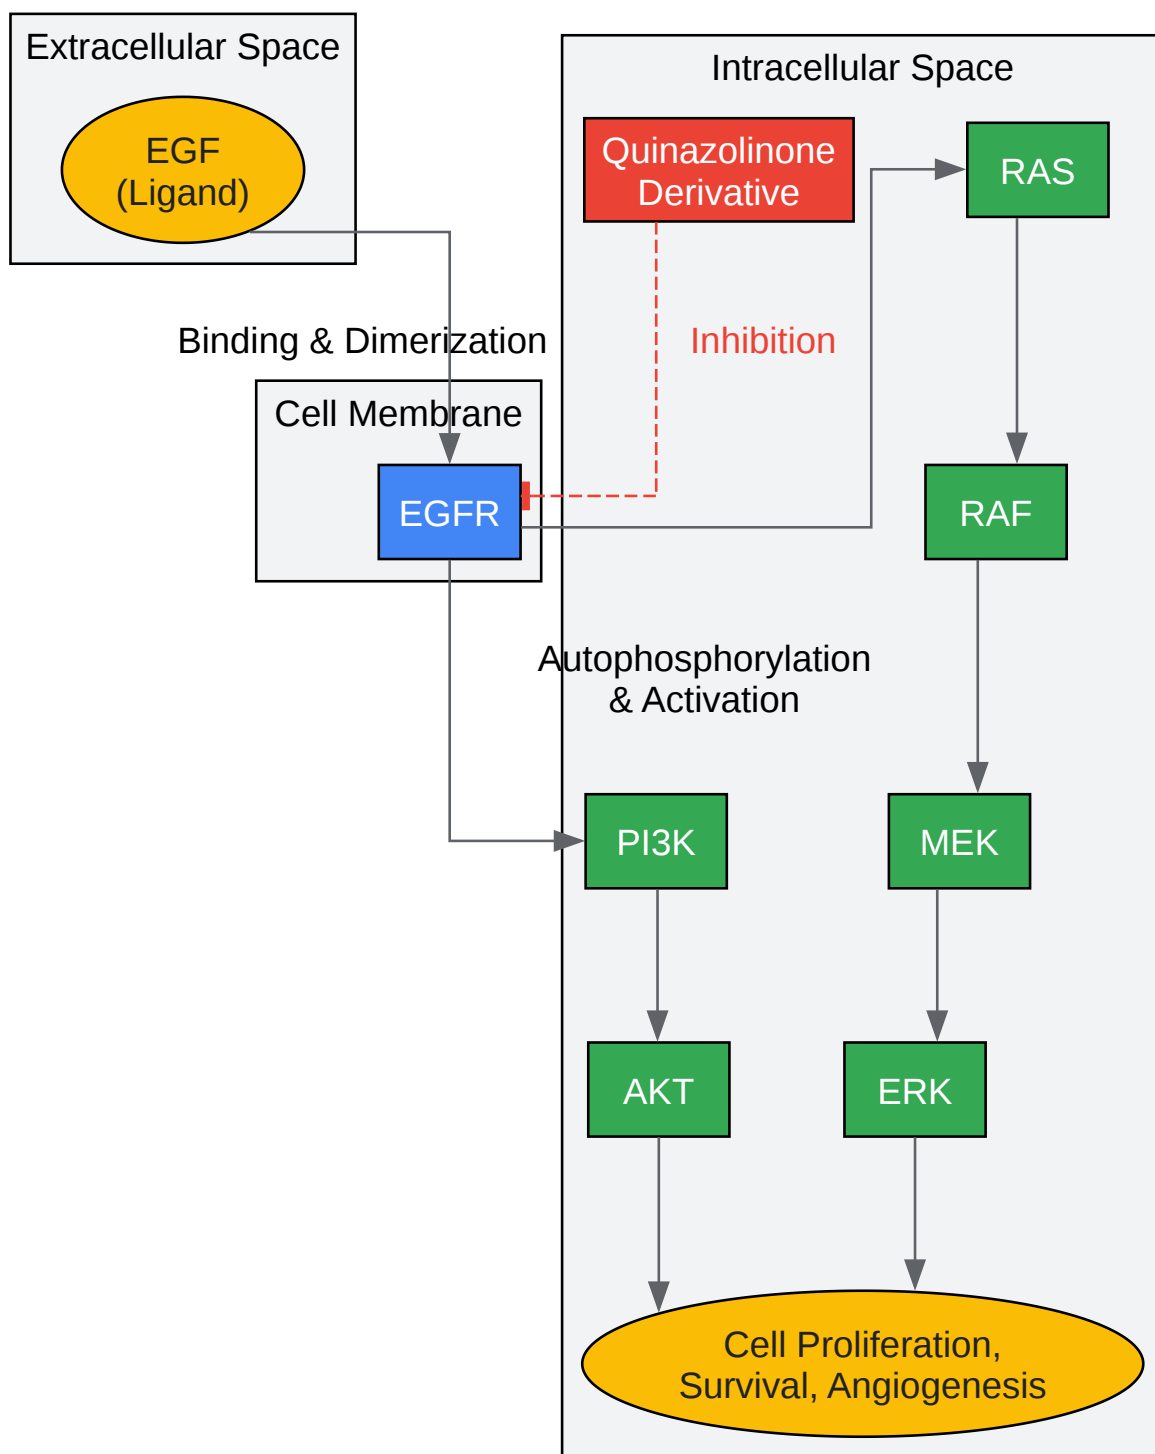 Extracellular Space
EGF
(Ligand)
Intracellular Space
Quinazolinone
Derivative
RAS
Binding & Dimerization
Inhibition
Cell Membrane
EGFR
RAF
Autophosphorylation
& Activation
PI3K
MEK
AKT
ERK
Cell Proliferation,
Survival, Angiogenesis